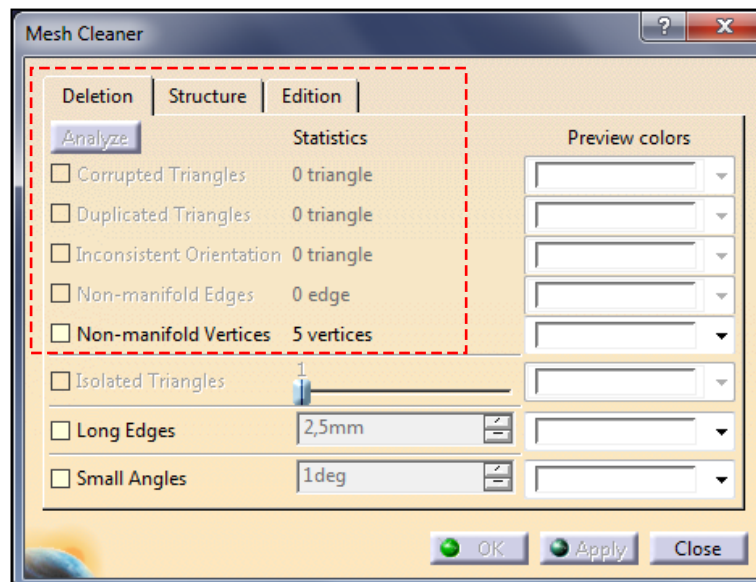 Mesh Cleaner
Deletion Structure Edition
Analyze Statistics Preview colors
Corrupted Triangles 0 triangle
Duplicated Triangles 0 triangle
Inconsistent Orientation 0 triangle
Non-manifold Edges 0 edge
Non-manifold Vertices 5 vertices
Isolated Triangles 1
Long Edges 2,5mm
Small Angles 1deg
OK Apply Close